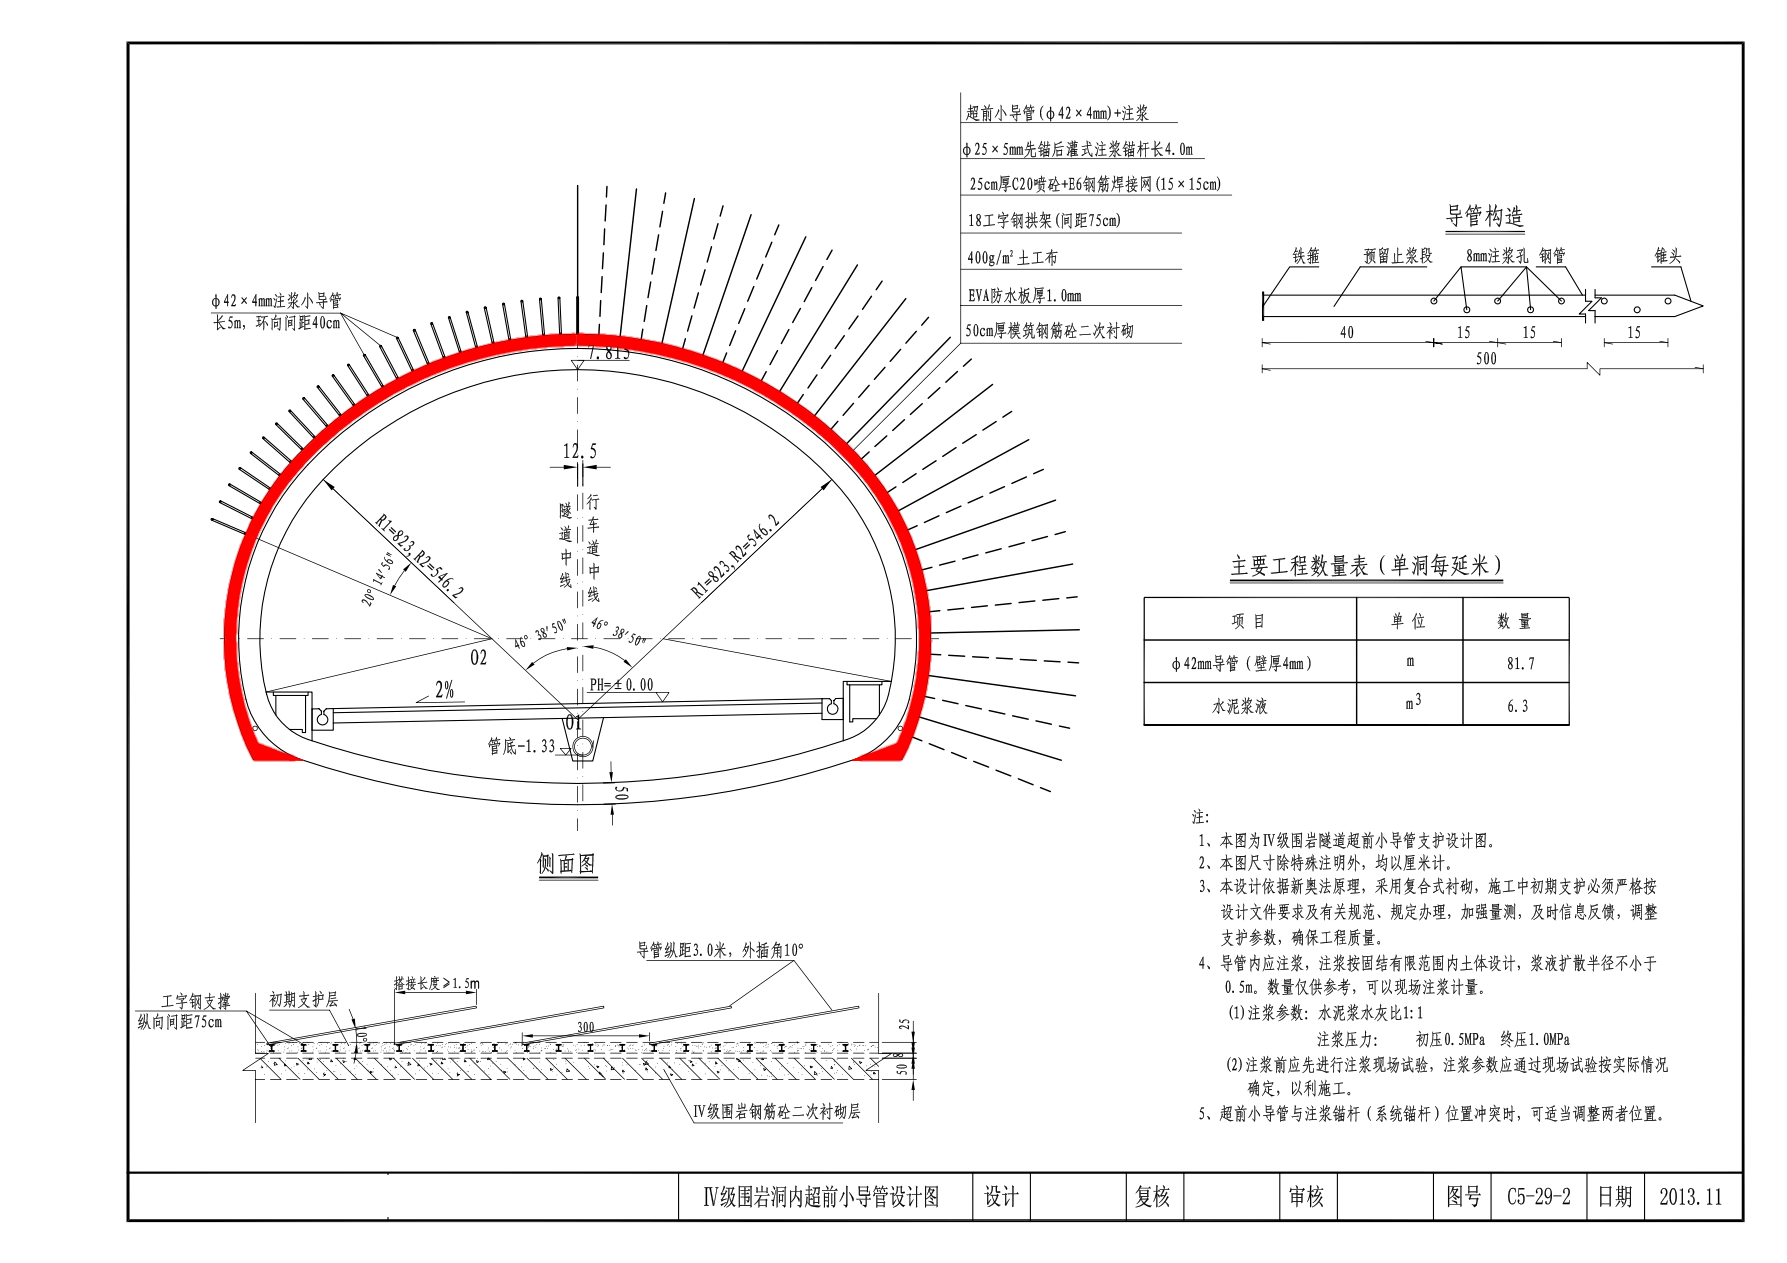 超前小导管(ф42×4mm)+注浆
ф25×5mm先锚后灌式注浆锚杆长4.0m
25cm厚C20喷砼+E6钢筋焊接网(15×15cm)
18工字钢拱架(间距75cm)
400g/m²土工布
EVA防水板厚1.0mm
50cm厚模筑钢筋砼二次衬砌
ф42×4mm注浆小导管
长5m，环向间距40cm
7.815
12.5
隧道中线
行车道中线
R1=823,R2=546.2
R1=823,R2=546.2
20° 14'56"
46° 38'50"
46° 38'50"
O2
2%
PH=±0.00
O1
管底-1.33
50
侧面图
导管构造
铁箍
预留止浆段
8mm注浆孔
钢管
锥头
40
15
15
15
500
主要工程数量表（单洞每延米）
项 目 单 位 数 量
ф42mm导管（壁厚4mm） m 81.7
水泥浆液 m³ 6.3
注:
1、本图为Ⅳ级围岩隧道超前小导管支护设计图。
2、本图尺寸除特殊注明外，均以厘米计。
3、本设计依据新奥法原理，采用复合式衬砌，施工中初期支护必须严格按
设计文件要求及有关规范、规定办理，加强量测，及时信息反馈，调整
支护参数，确保工程质量。
4、导管内应注浆，注浆按固结有限范围内土体设计，浆液扩散半径不小于
0.5m。数量仅供参考，可以现场注浆计量。
(1)注浆参数: 水泥浆水灰比1:1
注浆压力: 初压0.5MPa 终压1.0MPa
(2)注浆前应先进行注浆现场试验，注浆参数应通过现场试验按实际情况
确定，以利施工。
5、超前小导管与注浆锚杆（系统锚杆）位置冲突时，可适当调整两者位置。
导管纵距3.0米，外插角10°
搭接长度≥1.5m
工字钢支撑
纵向间距75cm
初期支护层
10°
300
25
8
50
Ⅳ级围岩钢筋砼二次衬砌层
Ⅳ级围岩洞内超前小导管设计图 设计 复核 审核 图号 C5-29-2 日期 2013.11